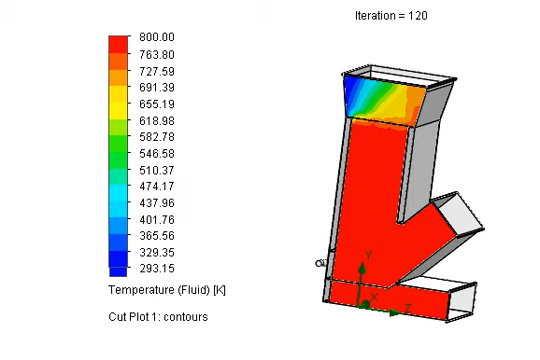 Iteration = 120
800.00
763.80
727.59
691.39
655.19
618.98
582.78
546.58
510.37
474.17
437.96
401.76
365.56
329.35
293.15
Temperature (Fluid) [K]
Cut Plot 1: contours
Y
X
Z